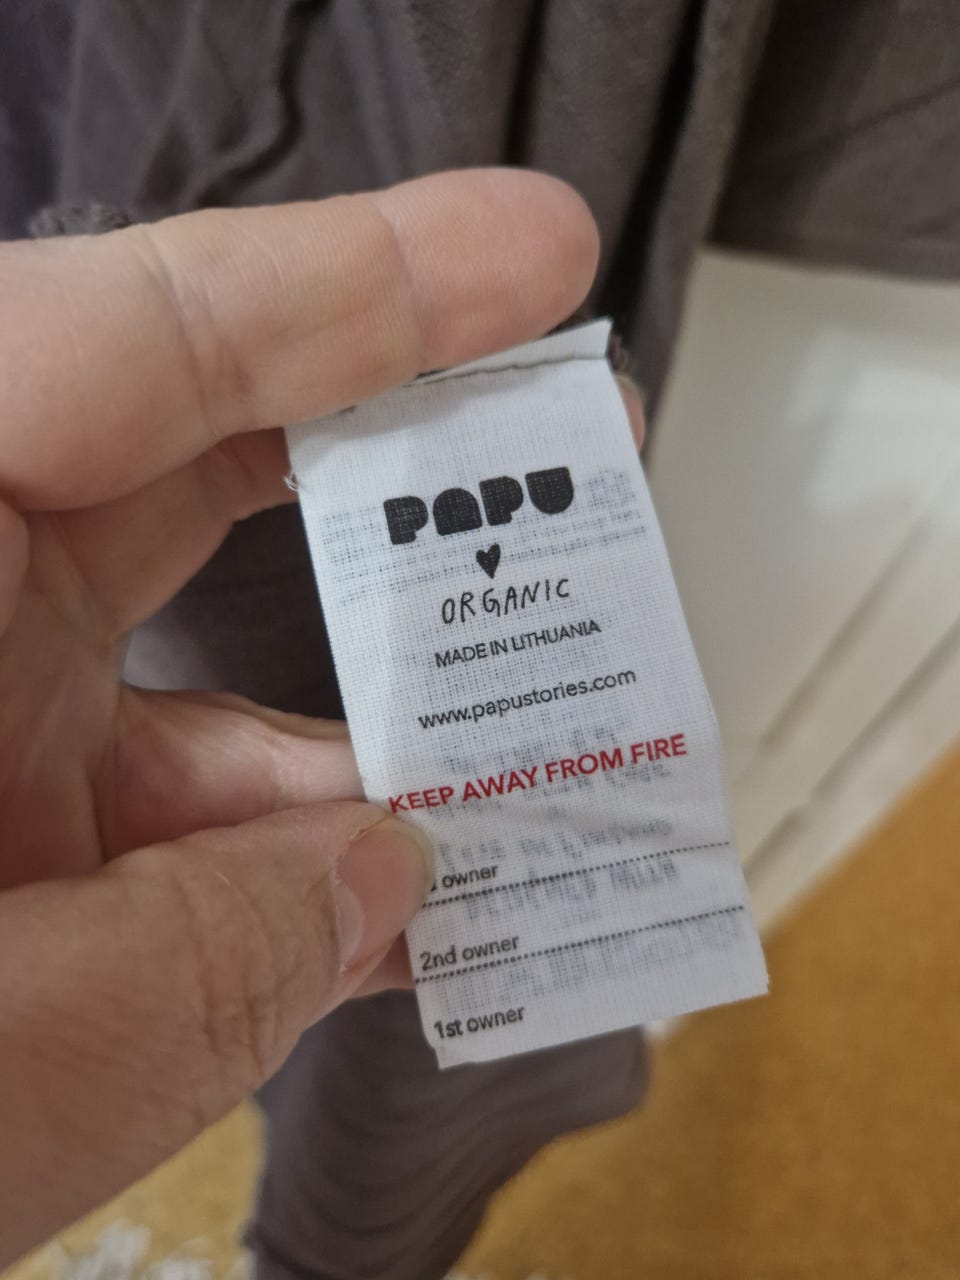 PAPU
ORGANIC
MADE IN LITHUANIA
www.papustories.com
KEEP AWAY FROM FIRE
owner
2nd owner
1st owner